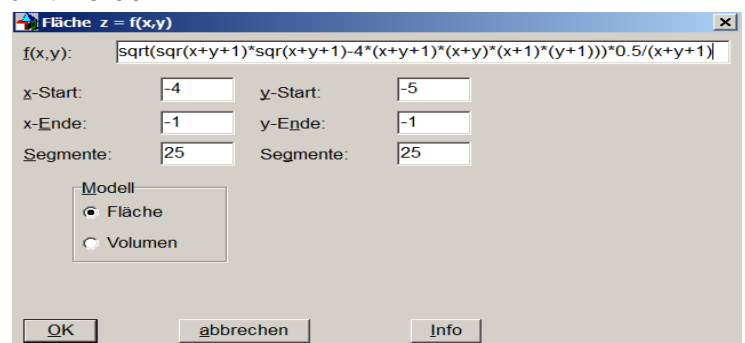 Fläche z = f(x,y)
f(x,y): sqrt(sqr(x+y+1)*sqr(x+y+1)-4*(x+y+1)*(x+y)*(x+1)*(y+1)))*0.5/(x+y+1)
x-Start: -4 y-Start: -5
x-Ende: -1 y-Ende: -1
Segmente: 25 Segmente: 25
Modell
Fläche
Volumen
OK abbrechen Info